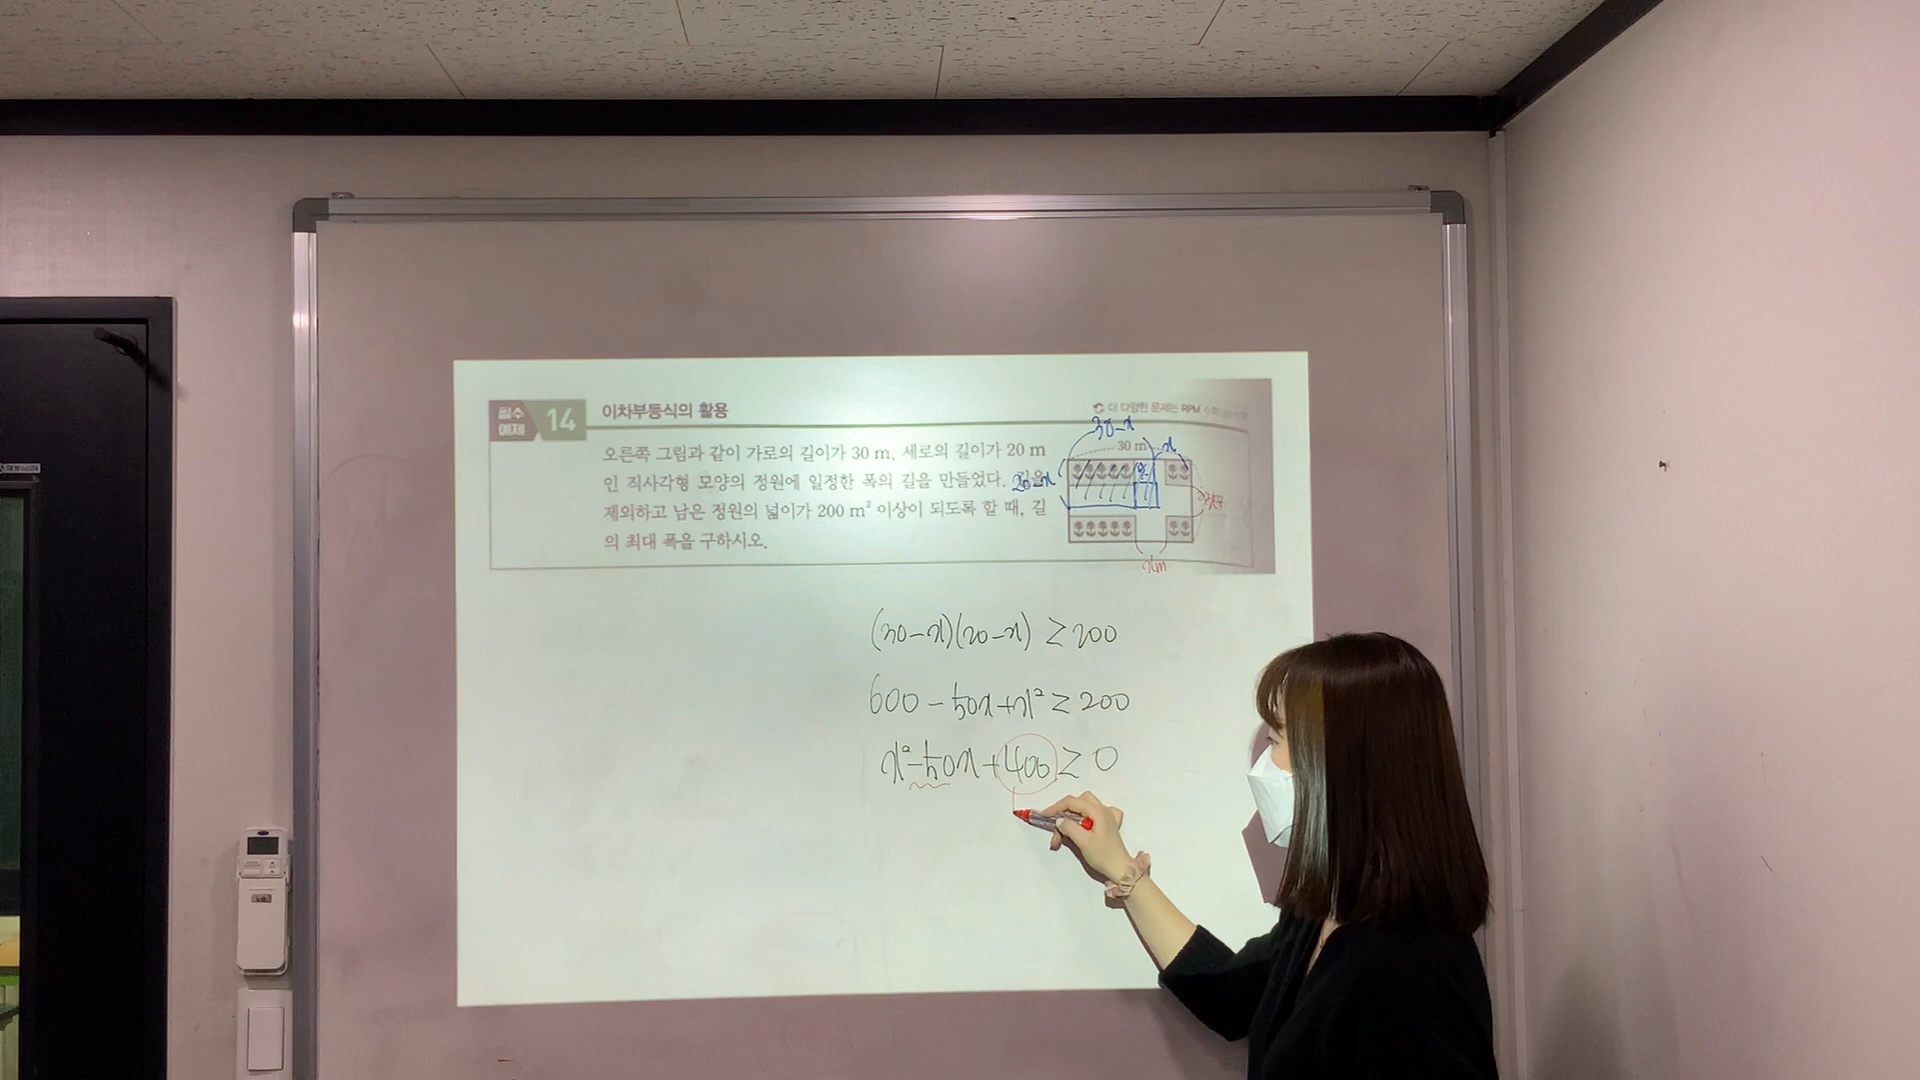 필수 예제 14 이차부등식의 활용
더 다양한 문제는 RPM 수학
오른쪽 그림과 같이 가로의 길이가 30 m, 세로의 길이가 20 m
인 직사각형 모양의 정원에 일정한 폭의 길을 만들었다. 길을
제외하고 남은 정원의 넓이가 200 m² 이상이 되도록 할 때, 길
의 최대 폭을 구하시오.
30-x
30 m
x
20-x
xm
(30-x)(20-x) ≥ 200
600 - 50x + x² ≥ 200
x² - 50x + 400 ≥ 0